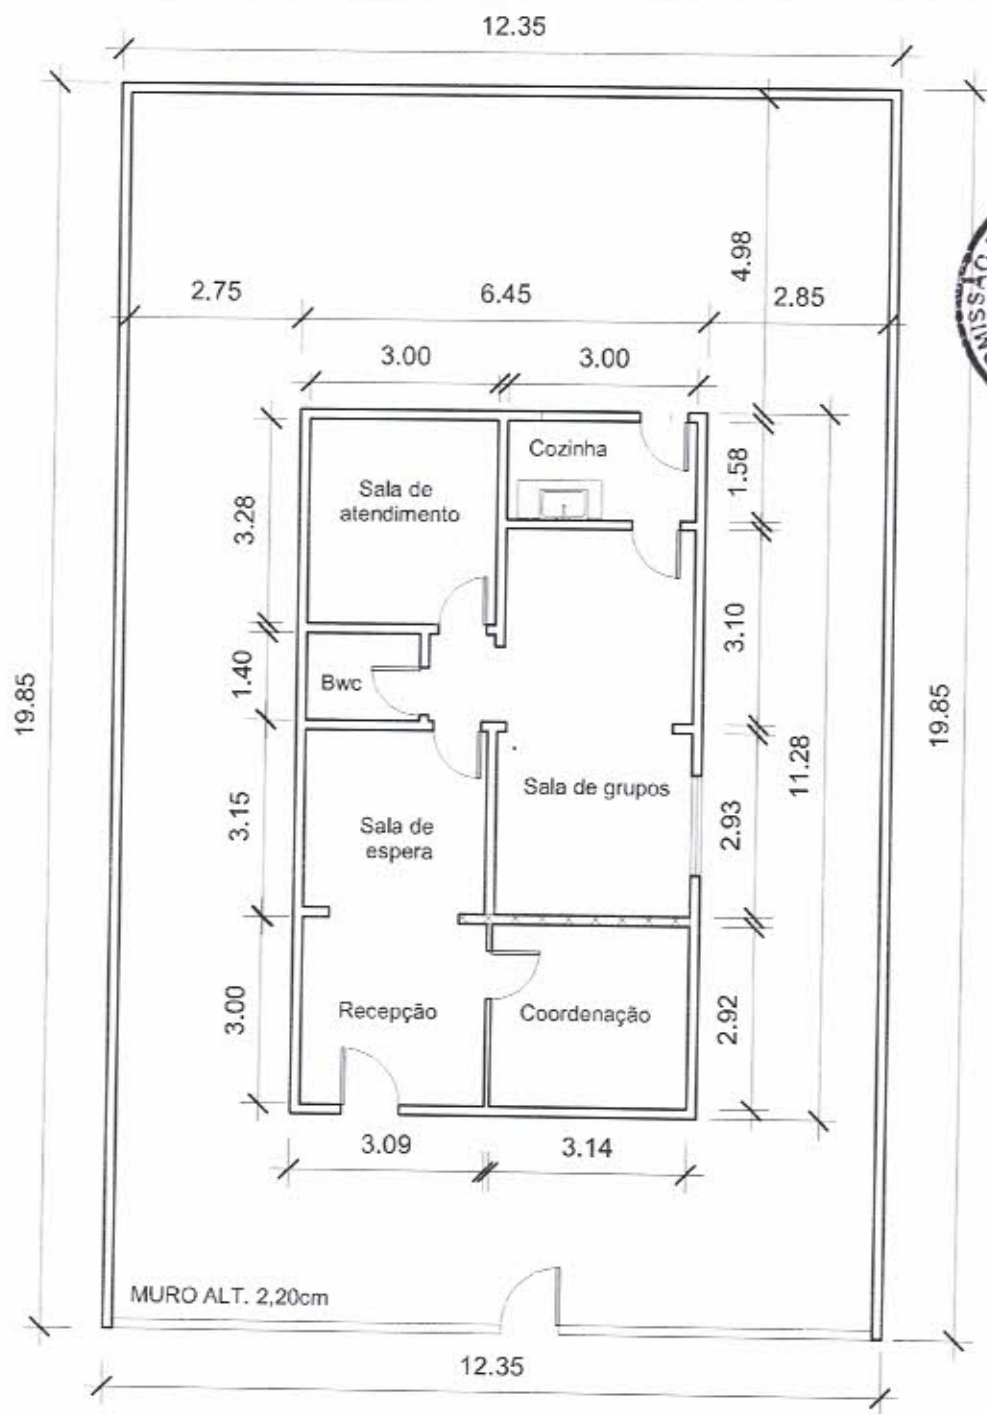 12.35
4.98
MISSÃO
2.75
6.45
2.85
3.00
3.00
Cozinha
1.58
Sala de
atendimento
3.28
3.10
1.40
Bwc
19.85
19.85
11.28
Sala de grupos
2.93
3.15
Sala de
espera
3.00
Recepção
Coordenação
2.92
3.09
3.14
MURO ALT. 2,20cm
12.35